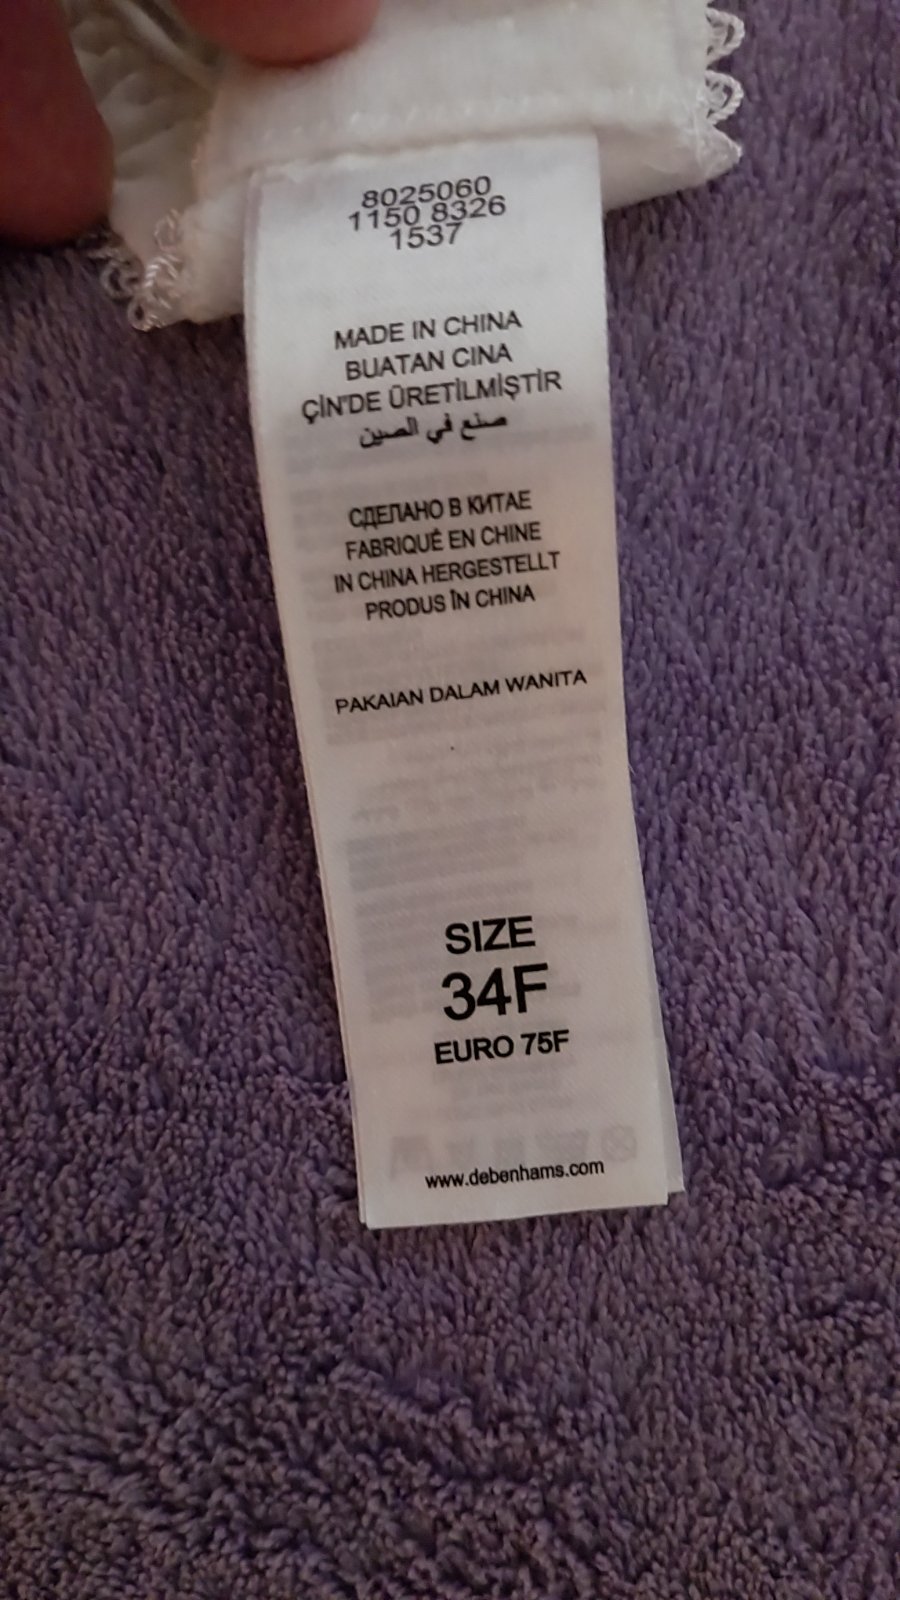 8025060
1150 8326
1537
MADE IN CHINA
BUATAN CINA
ÇİN'DE ÜRETİLMİŞTİR
صنع في الصين
СДЕЛАНО В КИТАЕ
FABRIQUÉ EN CHINE
IN CHINA HERGESTELLT
PRODUS ÎN CHINA
PAKAIAN DALAM WANITA
SIZE
34F
EURO 75F
www.debenhams.com